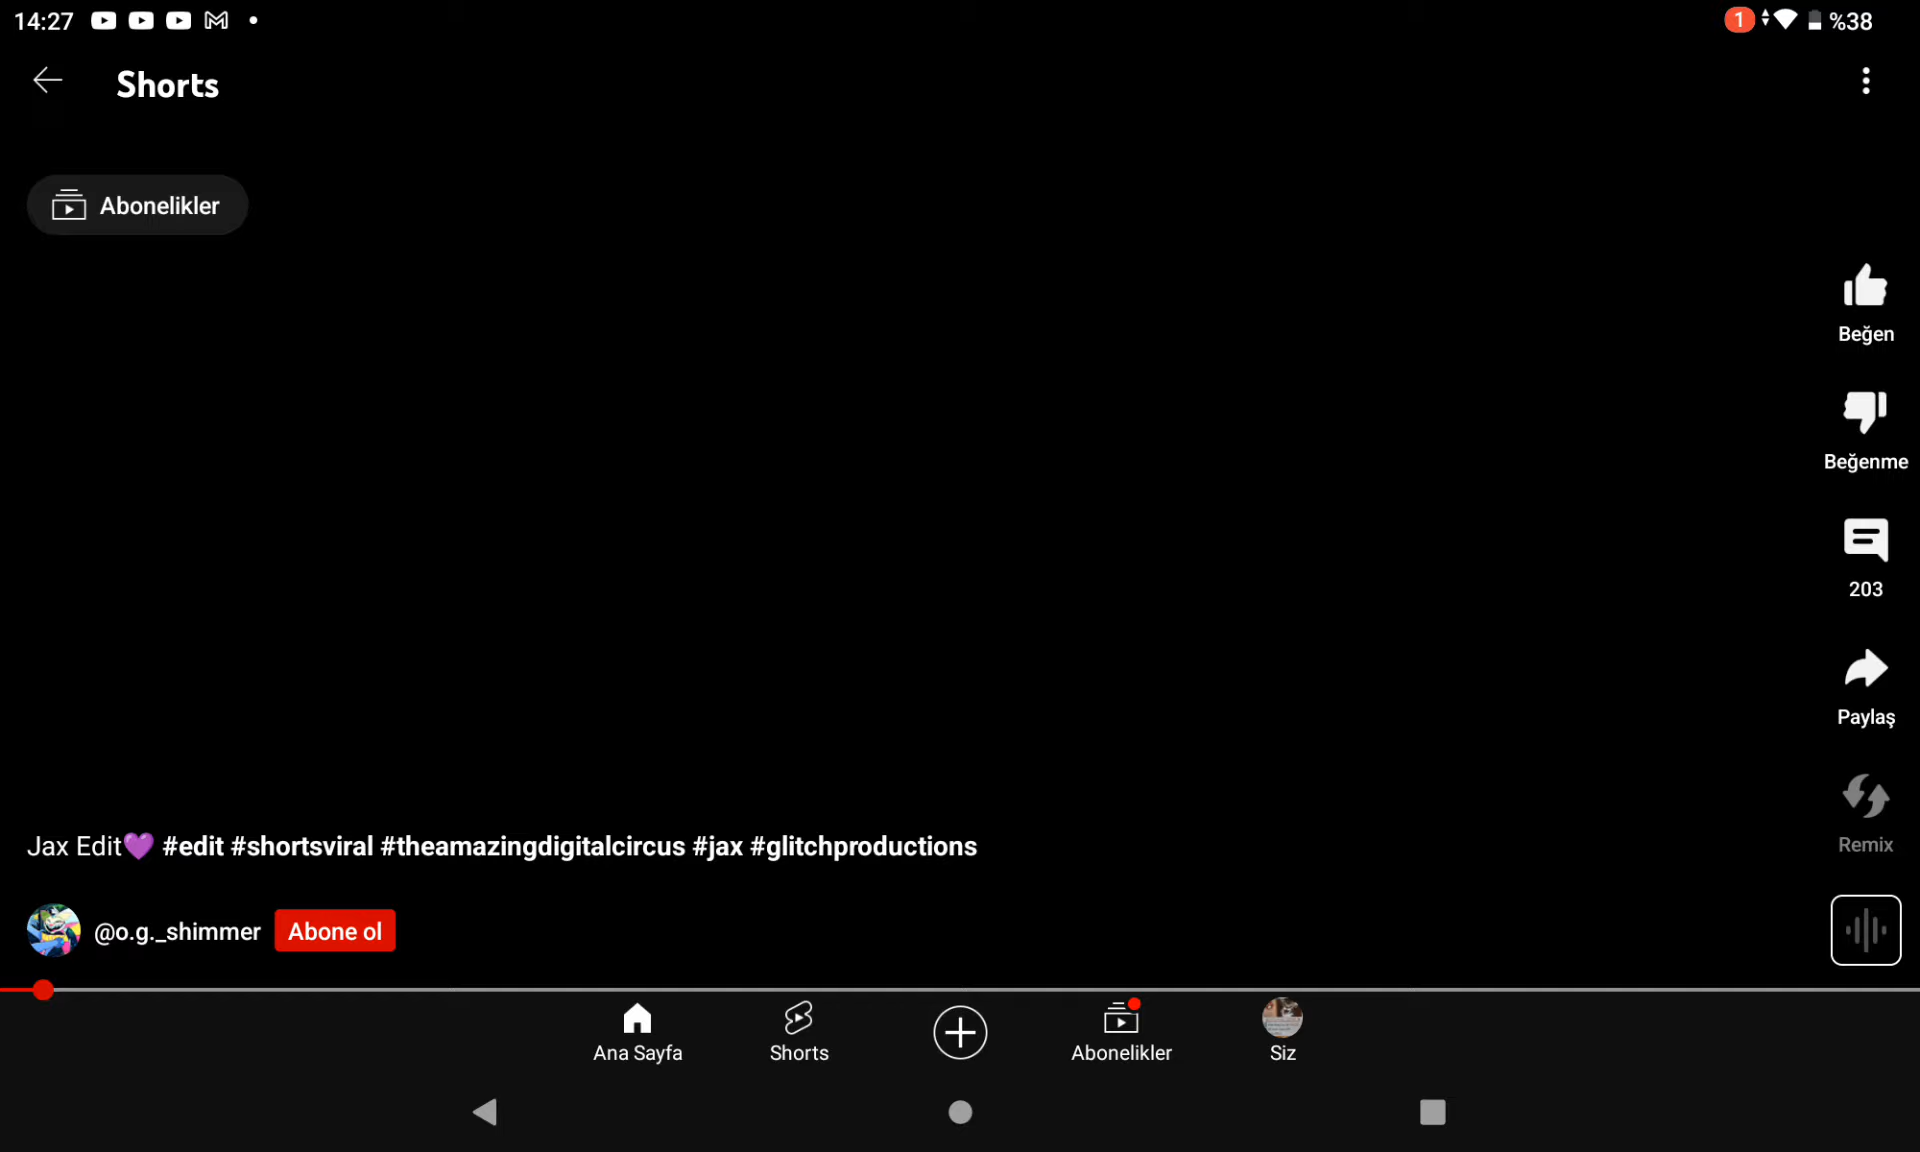 14:27
1 %38
Shorts
Abonelikler
Beğen
Beğenme
203
Paylaş
Remix
Jax Edit💜 #edit #shortsviral #theamazingdigitalcircus #jax #glitchproductions
@o.g._shimmer Abone ol
Ana Sayfa Shorts Abonelikler Siz